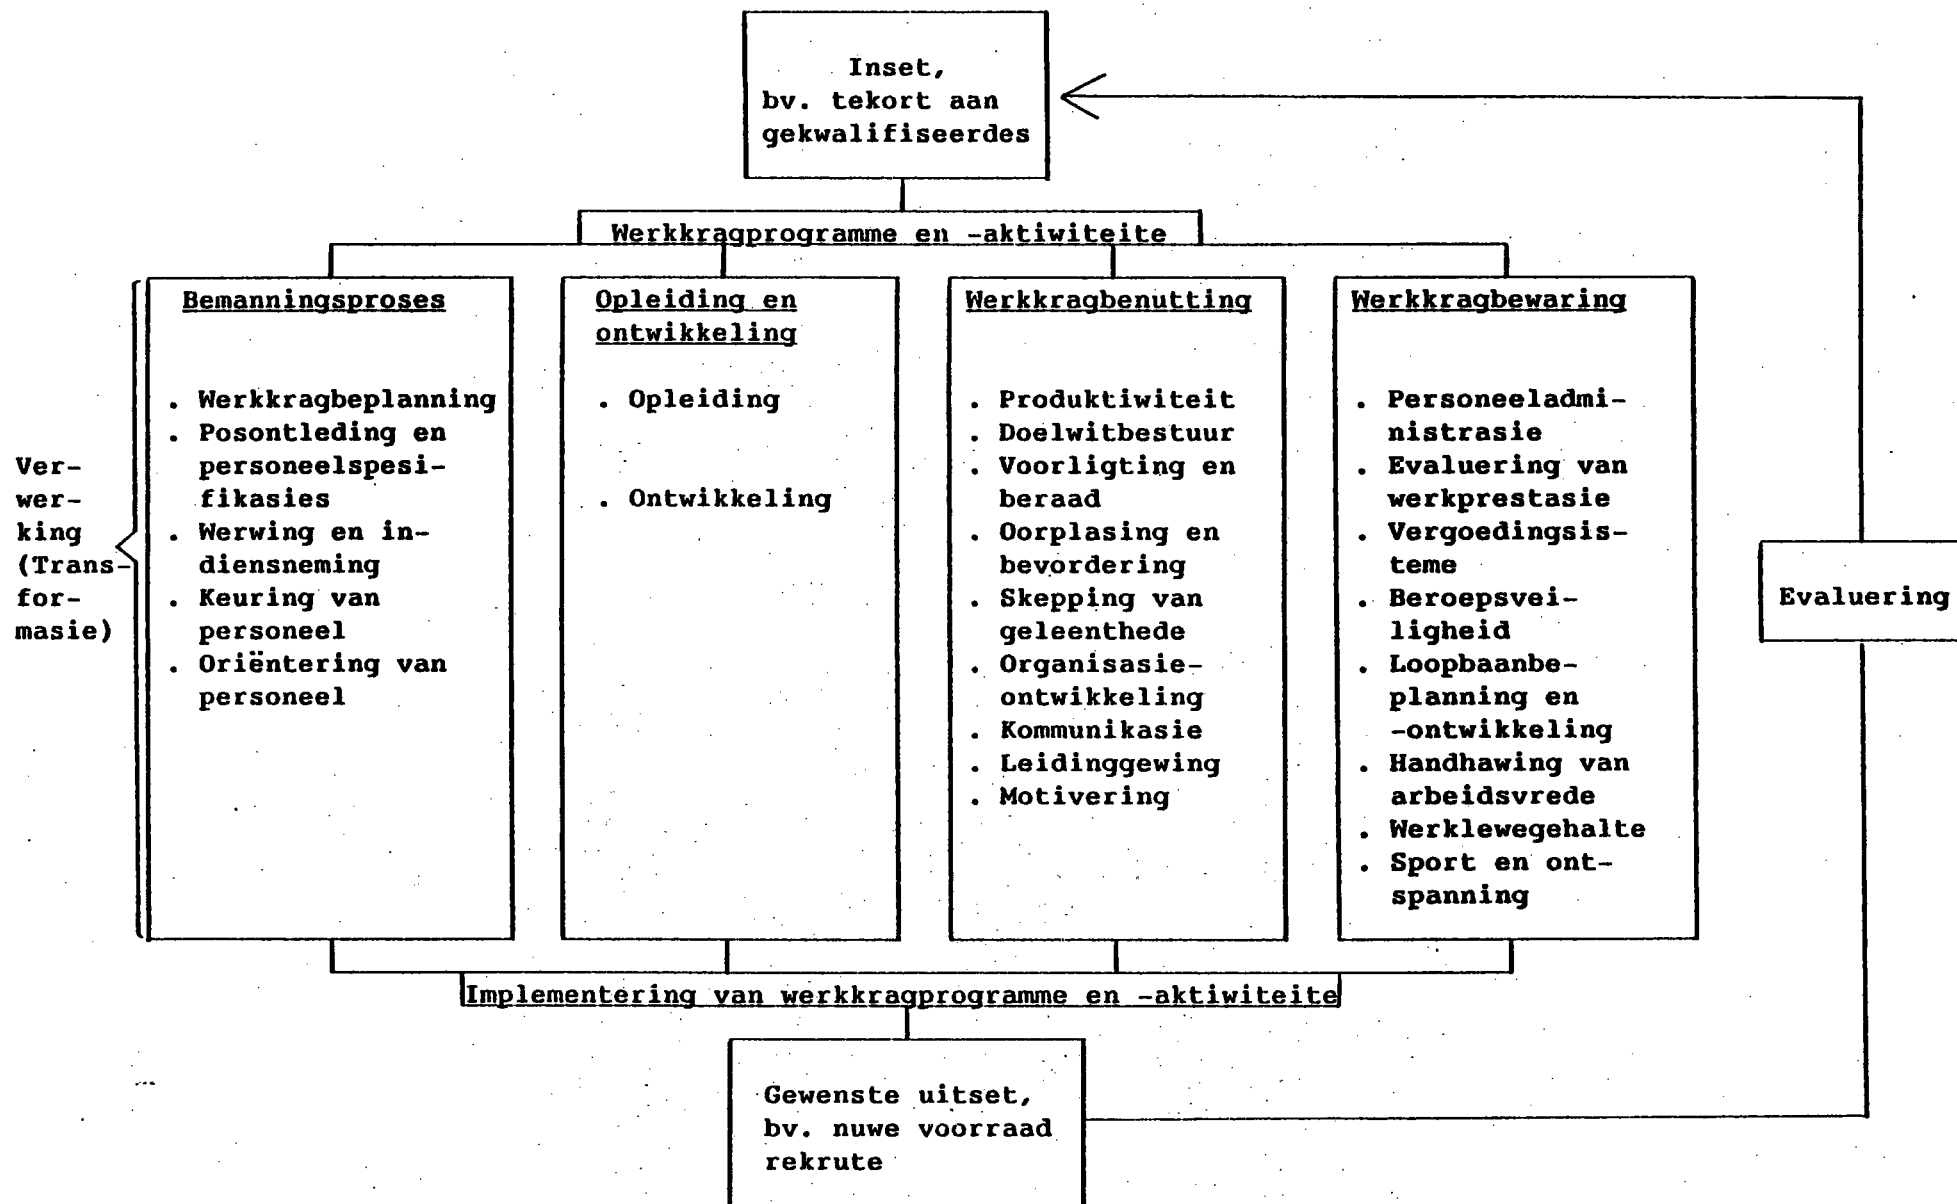 Inset,
bv. tekort aan
gekwalifiseerdes
Werkkragprogramme en -aktiwiteite
Bemanningsproses
. Werkkragbeplanning
. Posontleding en
personeelspesi-
fikasies
. Werwing en in-
diensneming
. Keuring van
personeel
. Oriëntering van
personeel
Opleiding en
ontwikkeling
. Opleiding
. Ontwikkeling
Werkkragbenutting
. Produktiwiteit
. Doelwitbestuur
. Voorligting en
beraad
. Oorplasing en
bevordering
. Skepping van
geleenthede
. Organisasie-
ontwikkeling
. Kommunikasie
. Leidinggewing
. Motivering
Werkkragbewaring
. Personeeladmi-
nistrasie
. Evaluering van
werkprestasie
. Vergoedingsis-
teme
. Beroepsvei-
ligheid
. Loopbaanbe-
planning en
-ontwikkeling
. Handhawing van
arbeidsvrede
. Werklewegehalte
. Sport en ont-
spanning
Ver-
wer-
king
(Trans-
for-
masie)
Evaluering
Implementering van werkkragprogramme en -aktiwiteite
Gewenste uitset,
bv. nuwe voorraad
rekrute